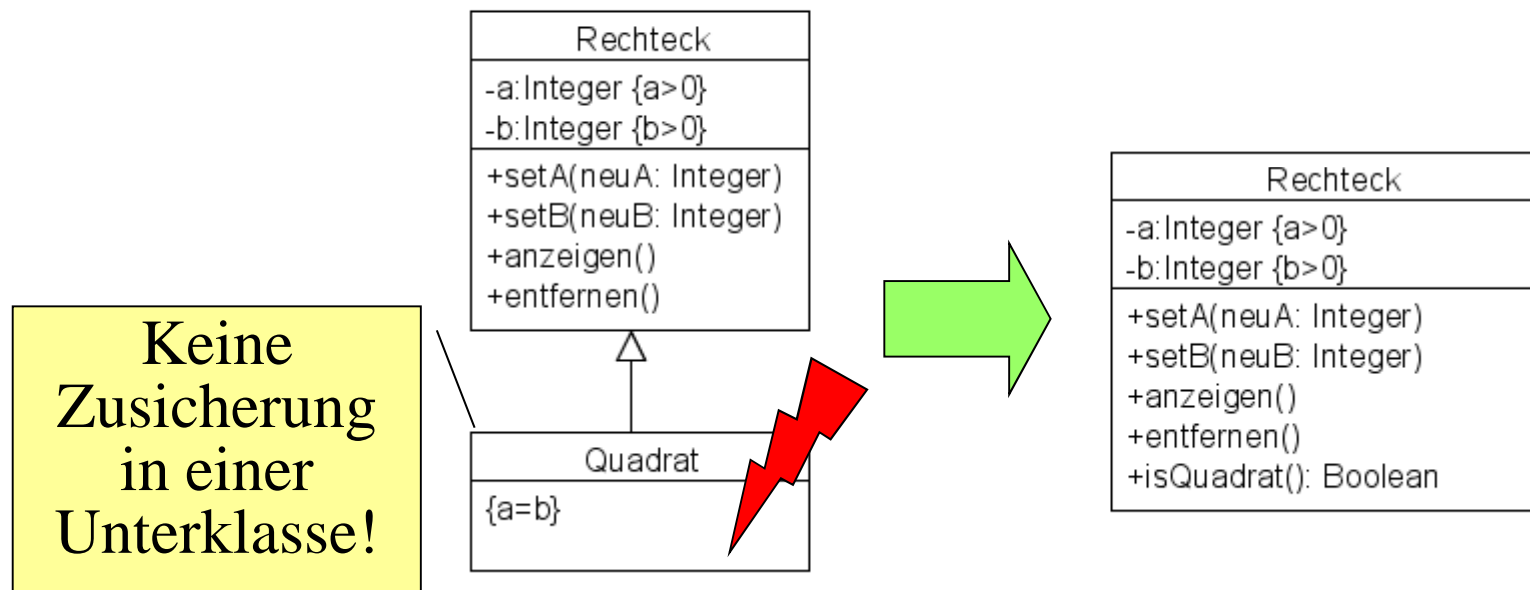 Rechteck
-a:Integer {a>0}
-b:Integer {b>0}
+setA(neuA: Integer)
+setB(neuB: Integer)
+anzeigen()
+entfernen()
Keine
Zusicherung
in einer
Unterklasse!
Quadrat
{a=b}
Rechteck
-a:Integer {a>0}
-b:Integer {b>0}
+setA(neuA: Integer)
+setB(neuB: Integer)
+anzeigen()
+entfernen()
+isQuadrat(): Boolean